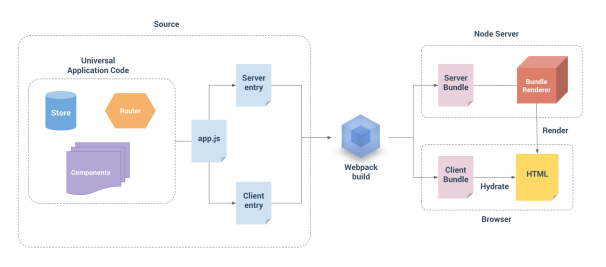 Source
Node Server
Universal
Application Code
Store
Router
Components
app.js
Server
entry
Client
entry
Webpack
build
Server
Bundle
Bundle
Renderer
Render
Client
Bundle
Hydrate
HTML
Browser